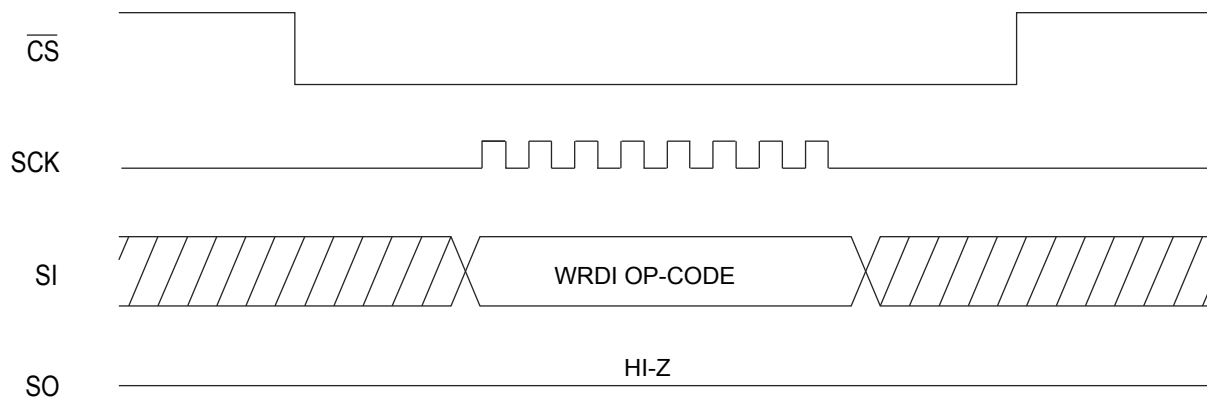 CS
SCK
SI
WRDI OP-CODE
SO
HI-Z